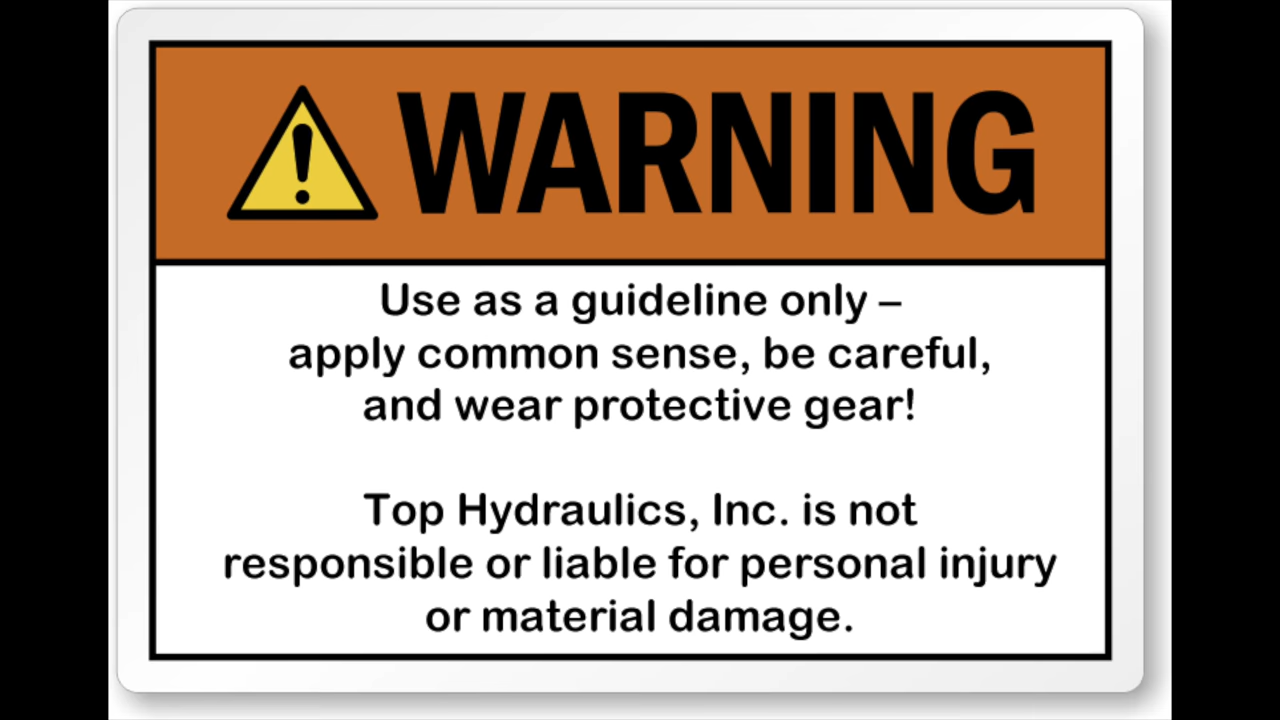 WARNING
Use as a guideline only –
apply common sense, be careful,
and wear protective gear!
Top Hydraulics, Inc. is not
responsible or liable for personal injury
or material damage.